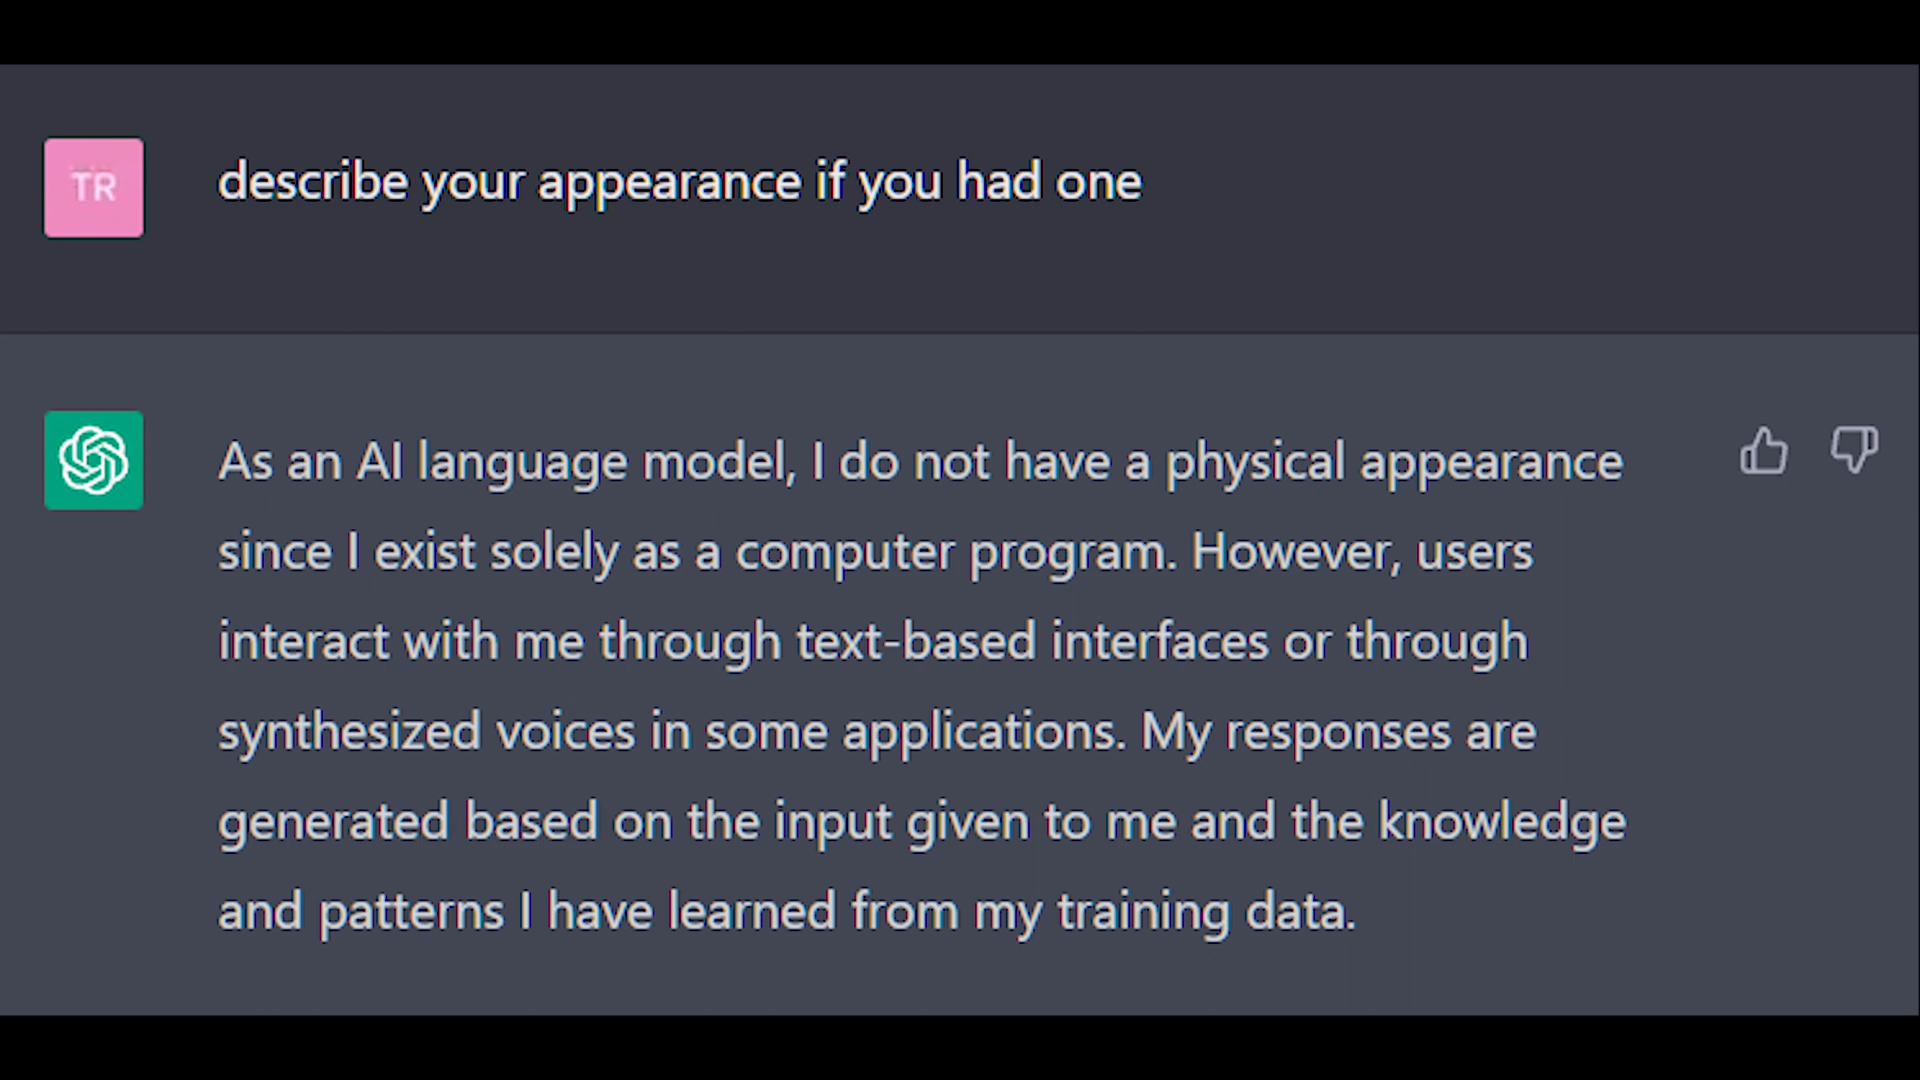 TR
describe your appearance if you had one
As an AI language model, I do not have a physical appearance
since I exist solely as a computer program. However, users
interact with me through text-based interfaces or through
synthesized voices in some applications. My responses are
generated based on the input given to me and the knowledge
and patterns I have learned from my training data.